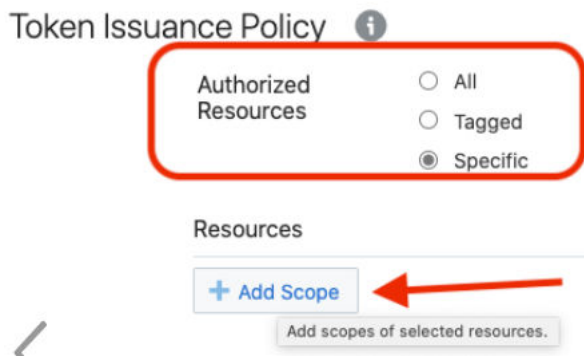 Token Issuance Policy
Authorized
Resources
All
Tagged
Specific
Resources
+ Add Scope
Add scopes of selected resources.